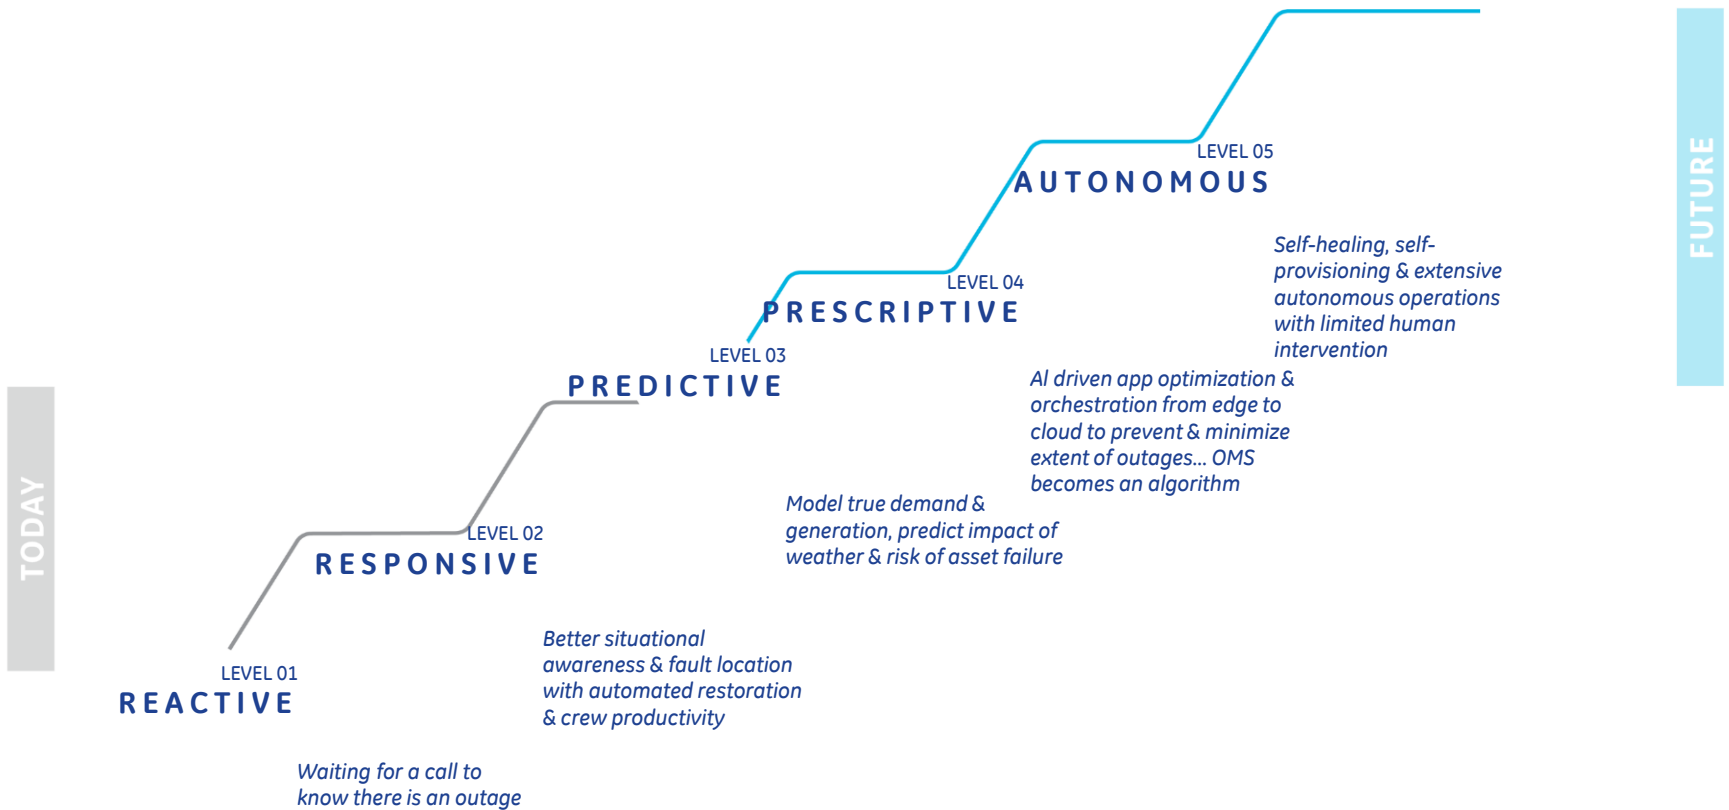 TODAY
FUTURE
LEVEL 01
REACTIVE
Waiting for a call to
know there is an outage
LEVEL 02
RESPONSIVE
Better situational
awareness & fault location
with automated restoration
& crew productivity
LEVEL 03
PREDICTIVE
Model true demand &
generation, predict impact of
weather & risk of asset failure
LEVEL 04
PRESCRIPTIVE
AI driven app optimization &
orchestration from edge to
cloud to prevent & minimize
extent of outages... OMS
becomes an algorithm
LEVEL 05
AUTONOMOUS
Self-healing, self-
provisioning & extensive
autonomous operations
with limited human
intervention